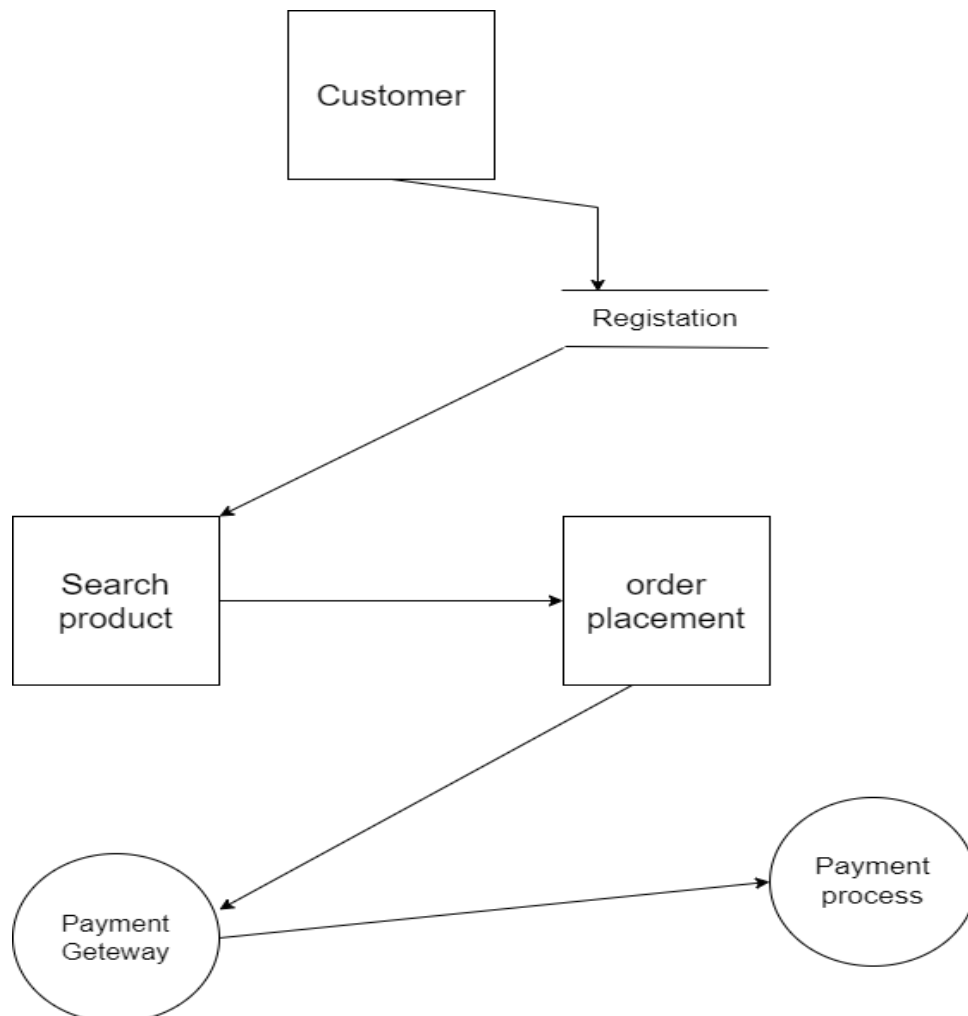 Customer
Registation
Search
product
order
placement
Payment
process
Payment
Geteway